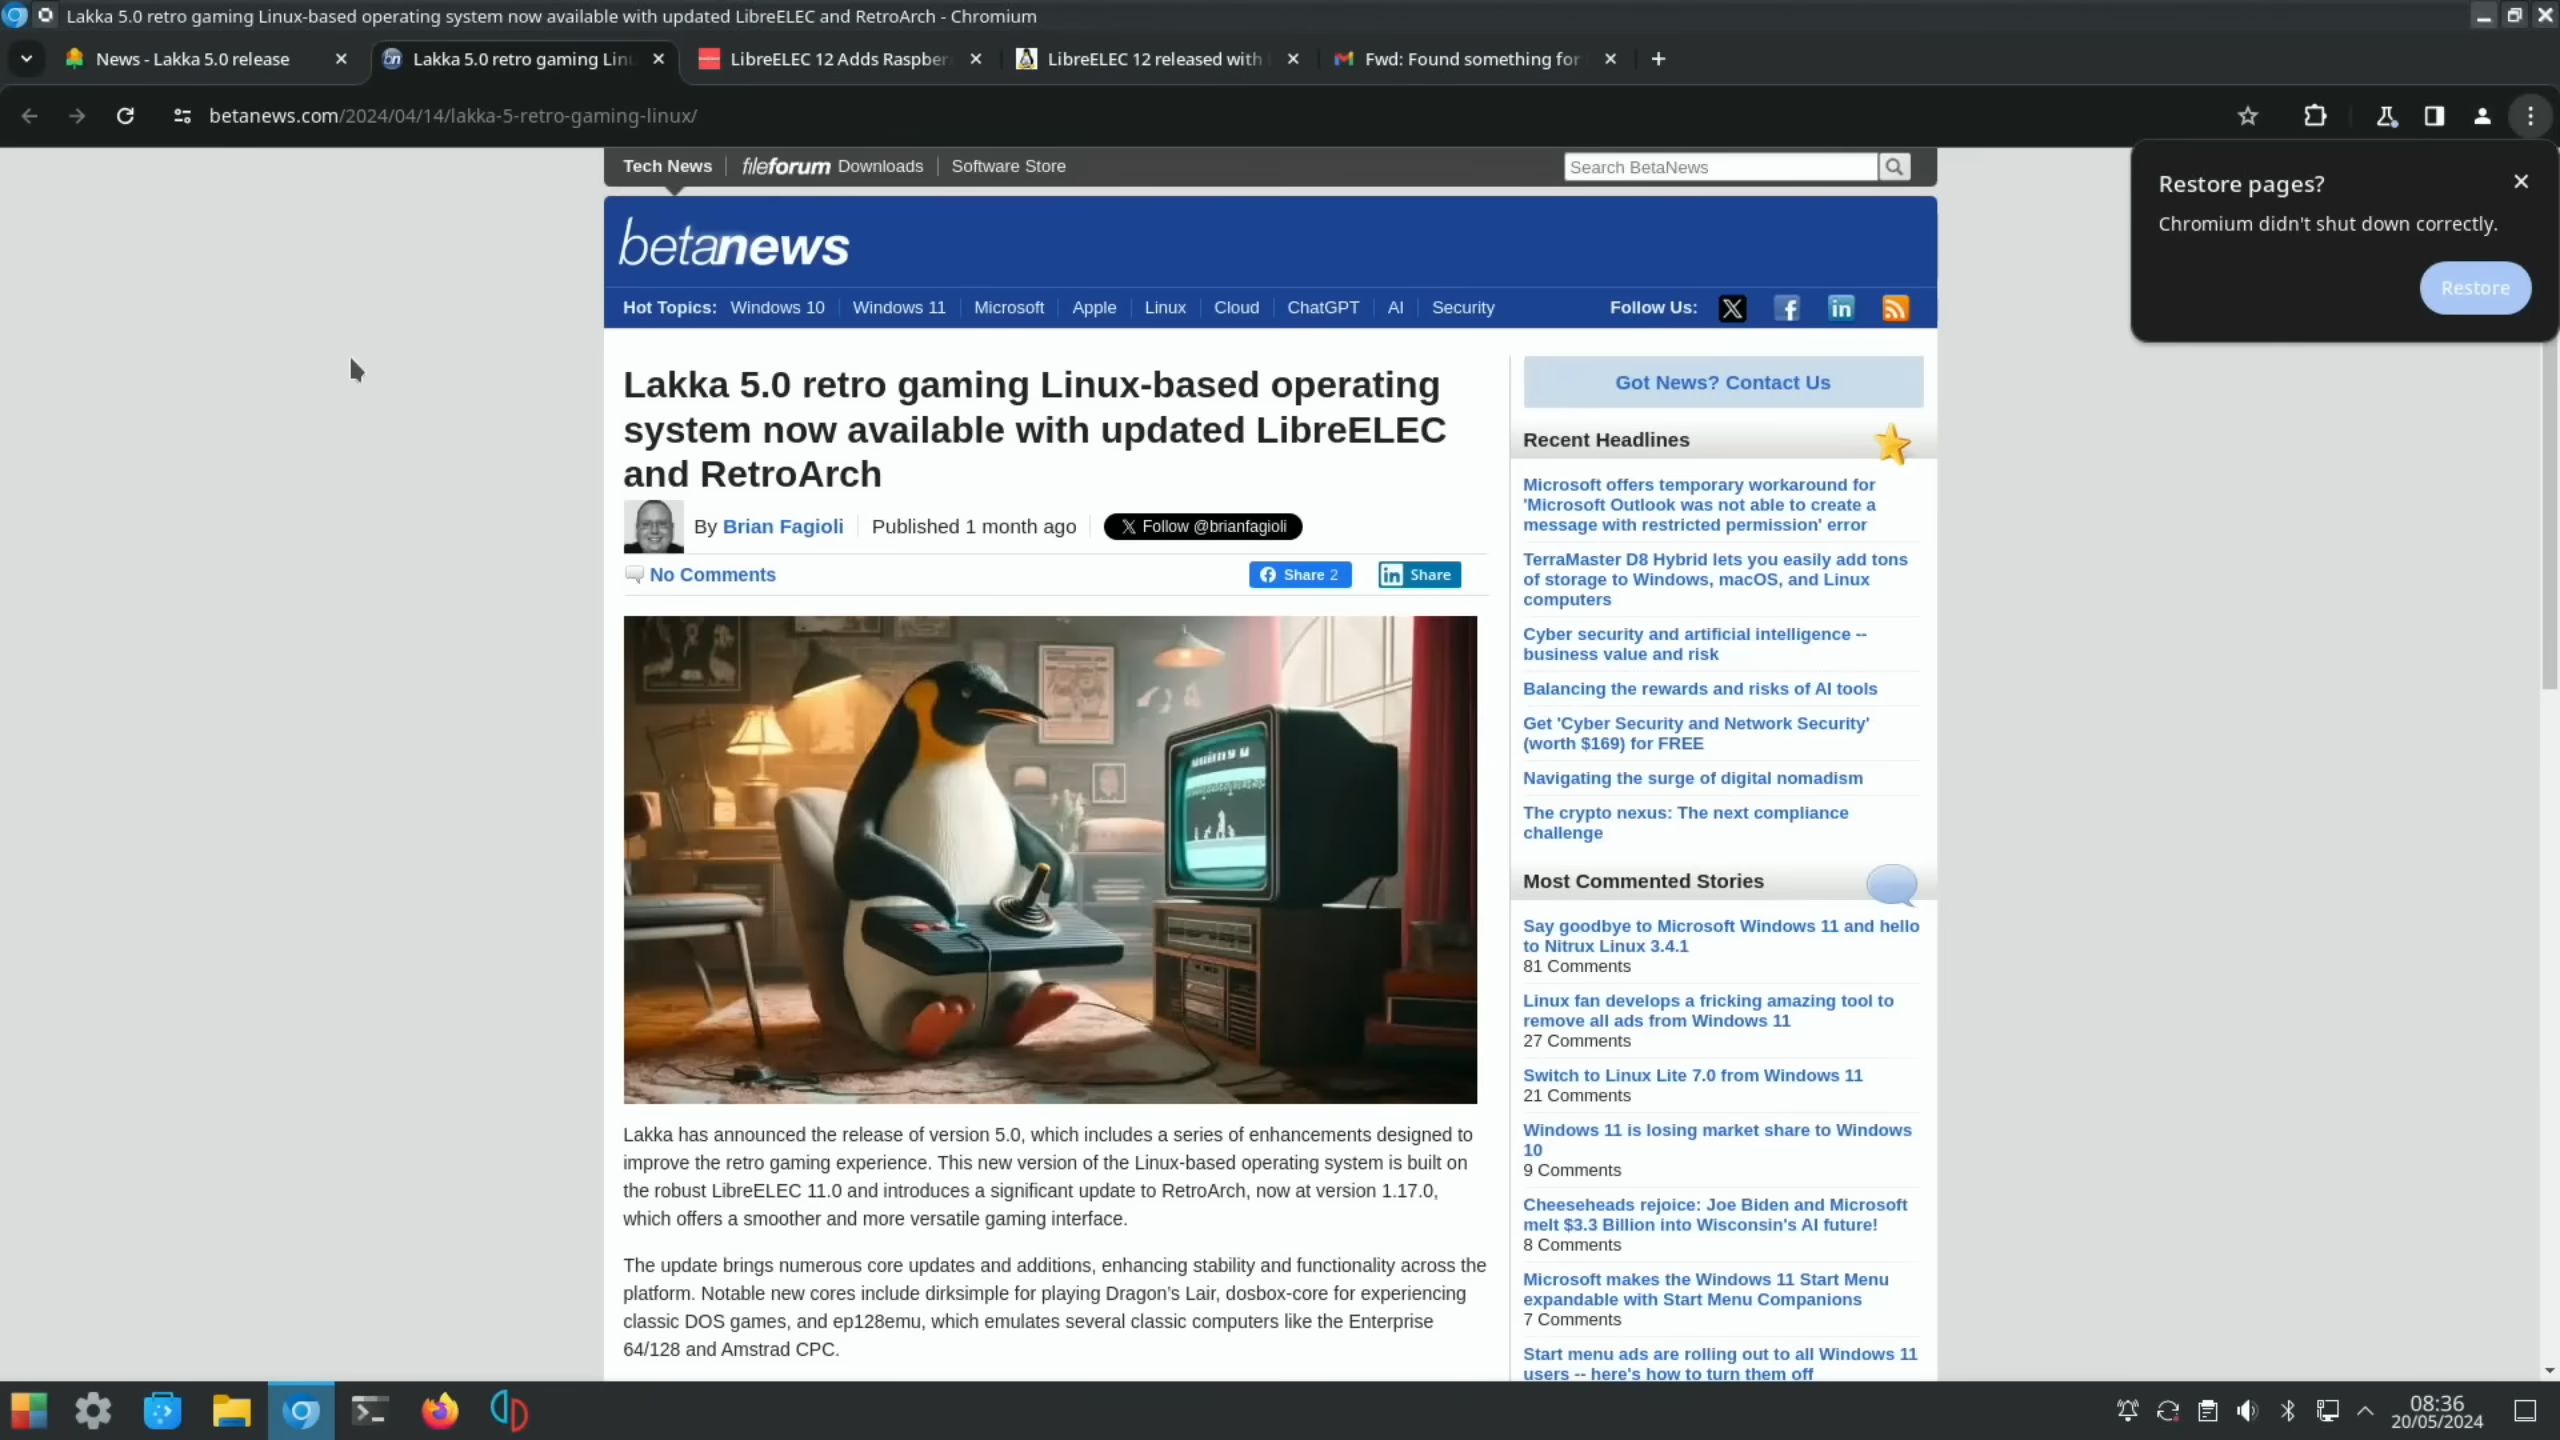 Lakka 5.0 retro gaming Linux-based operating system now available with updated LibreELEC and RetroArch - Chromium
News - Lakka 5.0 release
Lakka 5.0 retro gaming Lin
LibreELEC 12 Adds Raspber
LibreELEC 12 released with
Fwd: Found something for
betanews.com/2024/04/14/lakka-5-retro-gaming-linux/
Restore pages?
Chromium didn't shut down correctly.
Restore
Tech News
fileforum Downloads
Software Store
Search BetaNews
betanews
Hot Topics: Windows 10 Windows 11 Microsoft Apple Linux Cloud ChatGPT AI Security
Follow Us:
Lakka 5.0 retro gaming Linux-based operating
system now available with updated LibreELEC
and RetroArch
By Brian Fagioli
Published 1 month ago
Follow @brianfagioli
No Comments
Share 2
Share
Lakka has announced the release of version 5.0, which includes a series of enhancements designed to
improve the retro gaming experience. This new version of the Linux-based operating system is built on
the robust LibreELEC 11.0 and introduces a significant update to RetroArch, now at version 1.17.0,
which offers a smoother and more versatile gaming interface.
The update brings numerous core updates and additions, enhancing stability and functionality across the
platform. Notable new cores include dirksimple for playing Dragon's Lair, dosbox-core for experiencing
classic DOS games, and ep128emu, which emulates several classic computers like the Enterprise
64/128 and Amstrad CPC.
Got News? Contact Us
Recent Headlines
Microsoft offers temporary workaround for
'Microsoft Outlook was not able to create a
message with restricted permission' error
TerraMaster D8 Hybrid lets you easily add tons
of storage to Windows, macOS, and Linux
computers
Cyber security and artificial intelligence --
business value and risk
Balancing the rewards and risks of AI tools
Get 'Cyber Security and Network Security'
(worth $169) for FREE
Navigating the surge of digital nomadism
The crypto nexus: The next compliance
challenge
Most Commented Stories
Say goodbye to Microsoft Windows 11 and hello
to Nitrux Linux 3.4.1
81 Comments
Linux fan develops a fricking amazing tool to
remove all ads from Windows 11
27 Comments
Switch to Linux Lite 7.0 from Windows 11
21 Comments
Windows 11 is losing market share to Windows
10
9 Comments
Cheeseheads rejoice: Joe Biden and Microsoft
melt $3.3 Billion into Wisconsin's AI future!
8 Comments
Microsoft makes the Windows 11 Start Menu
expandable with Start Menu Companions
7 Comments
Start menu ads are rolling out to all Windows 11
users -- here's how to turn them off
08:36
20/05/2024